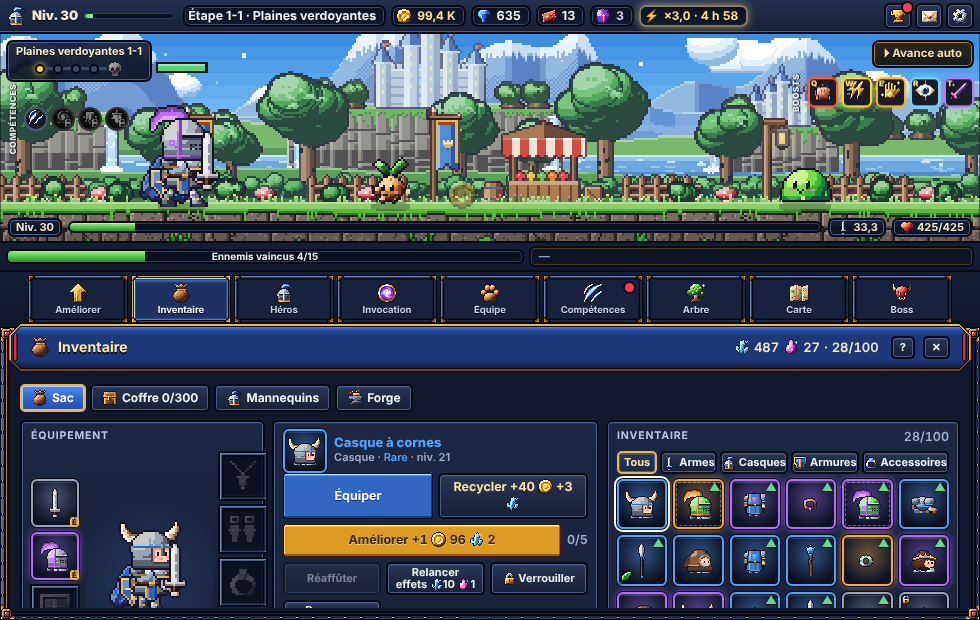 Niv. 30
Étape 1-1 · Plaines verdoyantes
99,4 K
635
13
3
×3,0 · 4 h 58
Plaines verdoyantes 1-1
Avance auto
COMPÉTENCES
BOOSTS
Niv. 30
33,3
425/425
Ennemis vaincus 4/15
—
Améliorer
Inventaire
Héros
Invocation
Equipe
Compétences
Arbre
Carte
Boss
Inventaire
487 27 · 28/100
?
×
Sac
Coffre 0/300
Mannequins
Forge
ÉQUIPEMENT
Casque à cornes
Casque · Rare · niv. 21
Équiper
Recycler +40 +3
Améliorer +1 96 2
0/5
Réaffûter
Relancer
effets 10 1
Verrouiller
INVENTAIRE
28/100
Tous
Armes
Casques
Armures
Accessoires
E
E